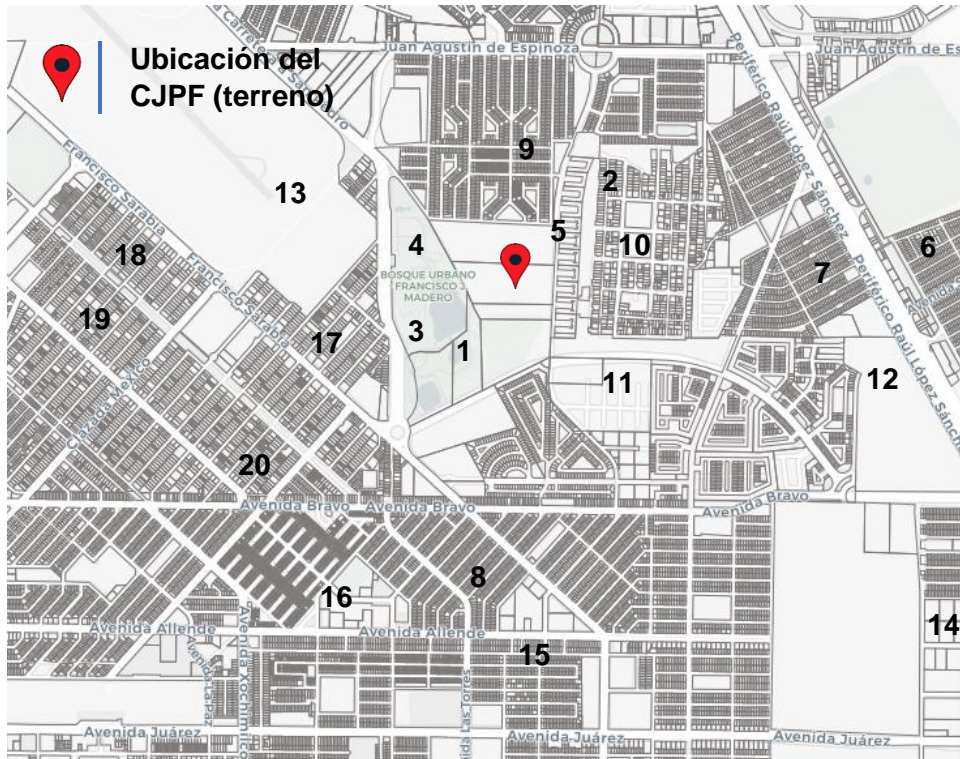 Juan Agustín de Espinoza
Juan Agustín de Es
Ubicación del
CJPF (terreno)
Periférico Raúl López Sánchez
Francisco Sarabia
9
13
2
5
18
4
10
6
BOSQUE URBANO
FRANCISCO J.
MADERO
7
Francisco Sarabia
19
17
3
1
Periférico Raúl López Sánchez
12
11
Calzada México
20
Avenida Bravo
Avenida Bravo
Avenida Bravo
8
16
14
Avenida Allende
Avenida Allende
15
Avenida La Paz
Avenida Xochimilco
Avenida Juárez
Avenida Juárez
Avenida Juárez